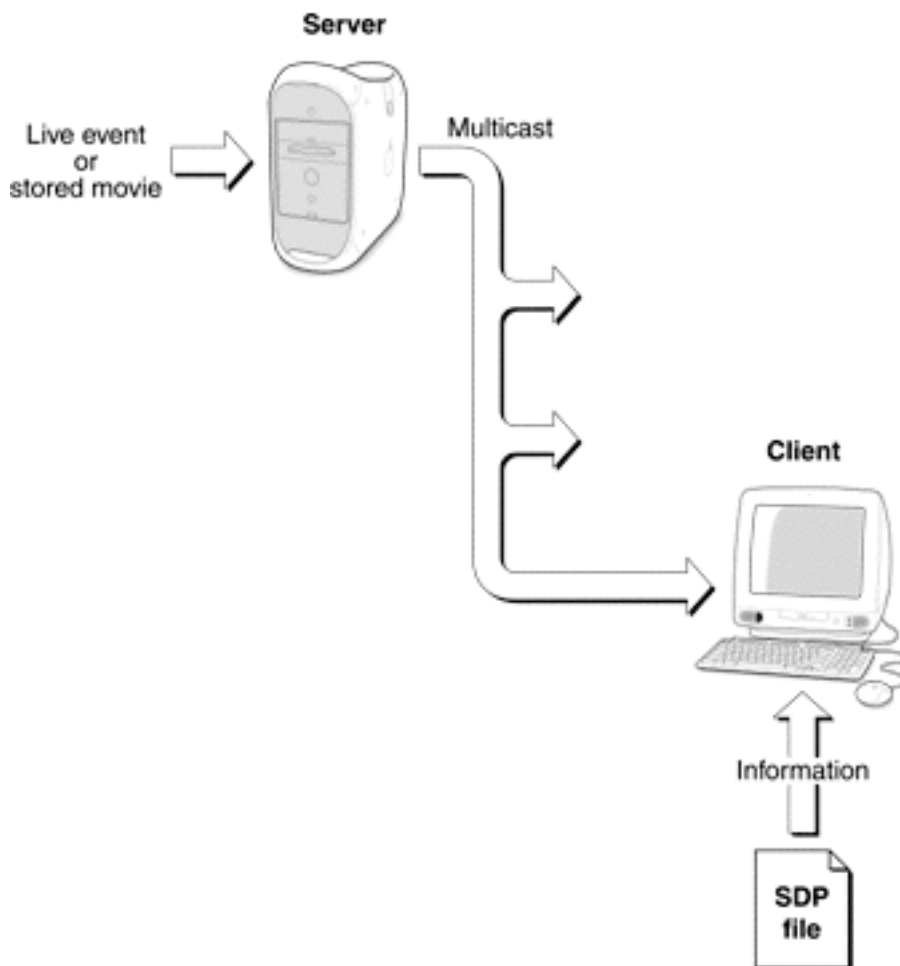 Server
Live event
or
stored movie
Multicast
Client
Information
SDP
file